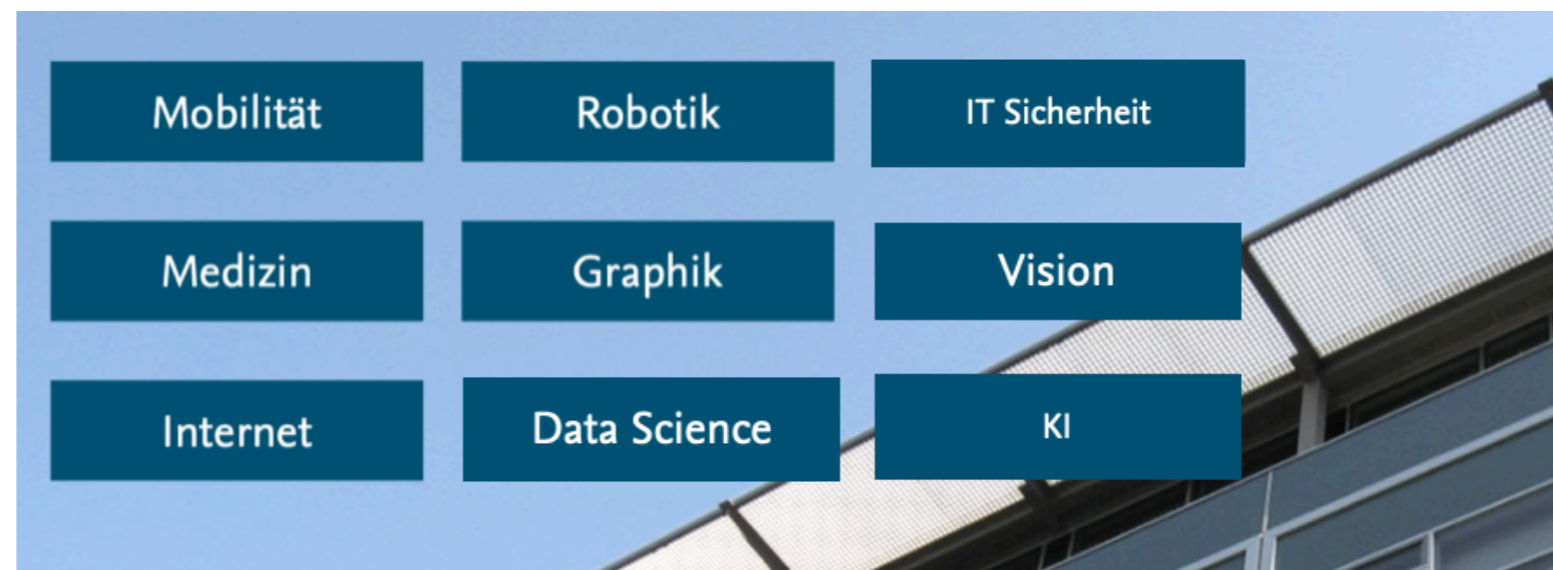 Mobilität
Robotik
IT Sicherheit
Medizin
Graphik
Vision
Internet
Data Science
KI